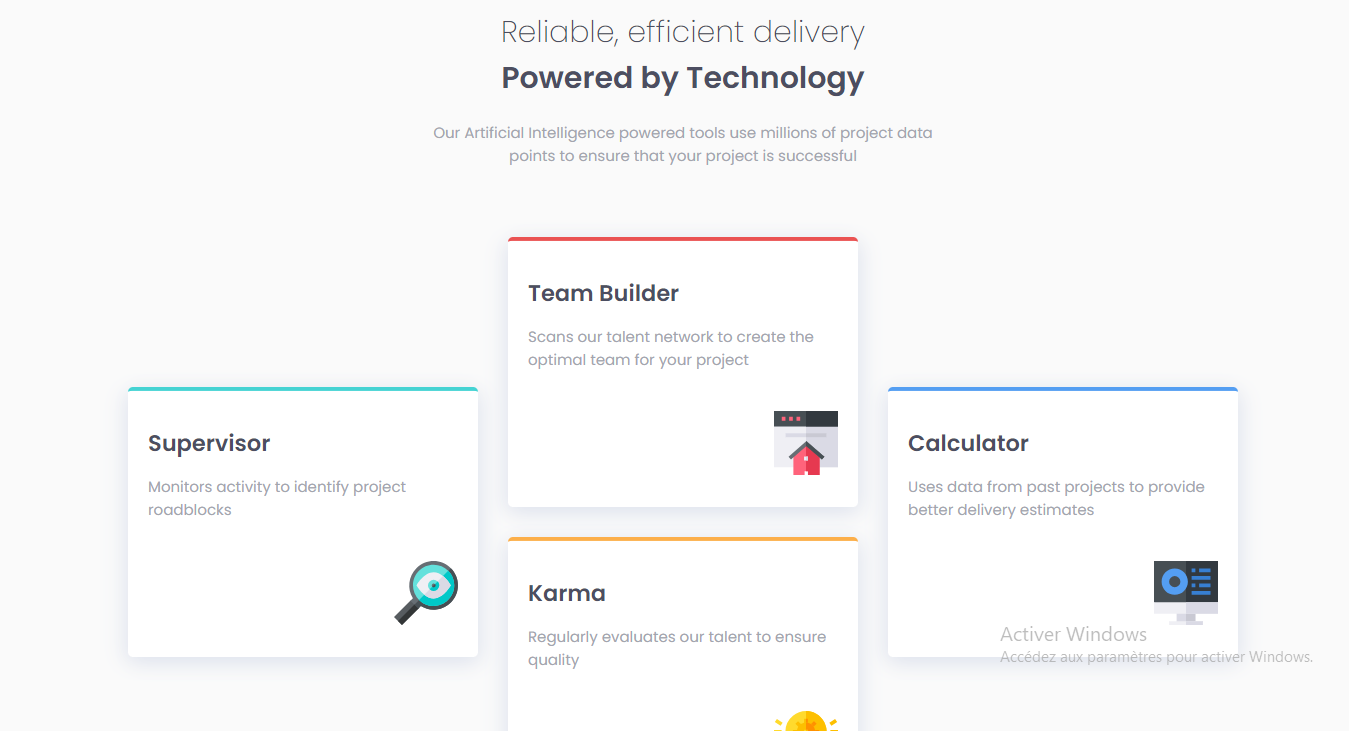 Reliable, efficient delivery
Powered by Technology
Our Artificial Intelligence powered tools use millions of project data
points to ensure that your project is successful
Team Builder
Scans our talent network to create the
optimal team for your project
Supervisor
Monitors activity to identify project
roadblocks
Calculator
Uses data from past projects to provide
better delivery estimates
Karma
Regularly evaluates our talent to ensure
quality
Activer Windows
Accédez aux paramètres pour activer Windows.